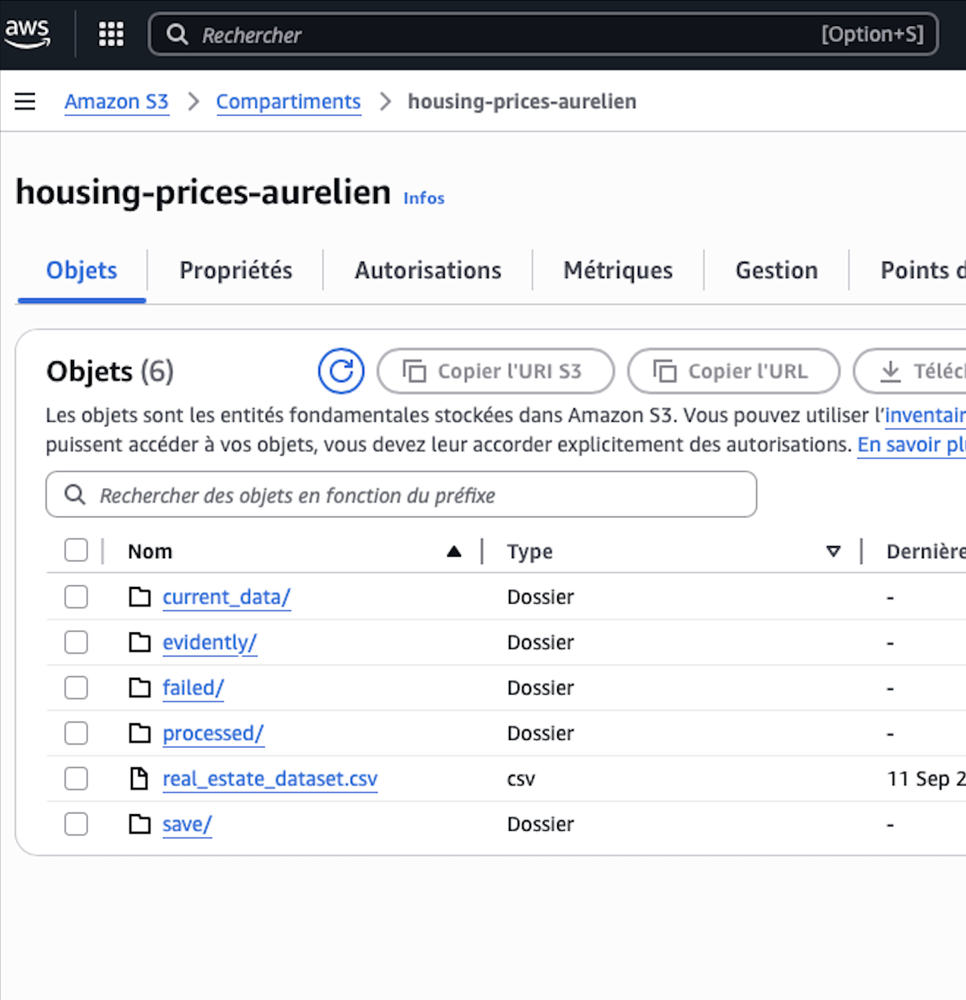 aws Rechercher [Option+S]
Amazon S3 > Compartiments > housing-prices-aurelien
housing-prices-aurelien Infos
Objets Propriétés Autorisations Métriques Gestion Points d
Objets (6) Copier l'URI S3 Copier l'URL Téléc
Les objets sont les entités fondamentales stockées dans Amazon S3. Vous pouvez utiliser l'inventair
puissent accéder à vos objets, vous devez leur accorder explicitement des autorisations. En savoir pl
Rechercher des objets en fonction du préfixe
Nom Type Dernière
current_data/ Dossier -
evidently/ Dossier -
failed/ Dossier -
processed/ Dossier -
real_estate_dataset.csv csv 11 Sep 2
save/ Dossier -